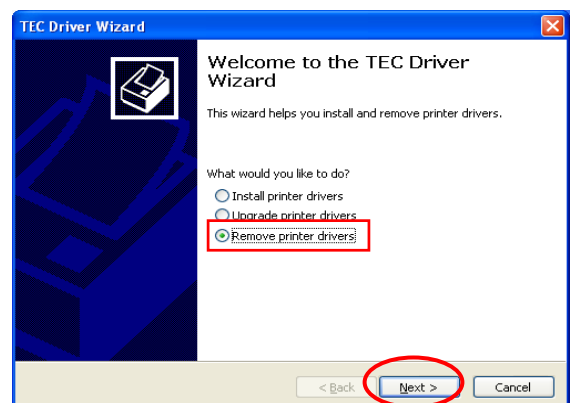 TEC Driver Wizard
Welcome to the TEC Driver
Wizard
This wizard helps you install and remove printer drivers.
What would you like to do?
Install printer drivers
Upgrade printer drivers
Remove printer drivers
< Back
Next >
Cancel